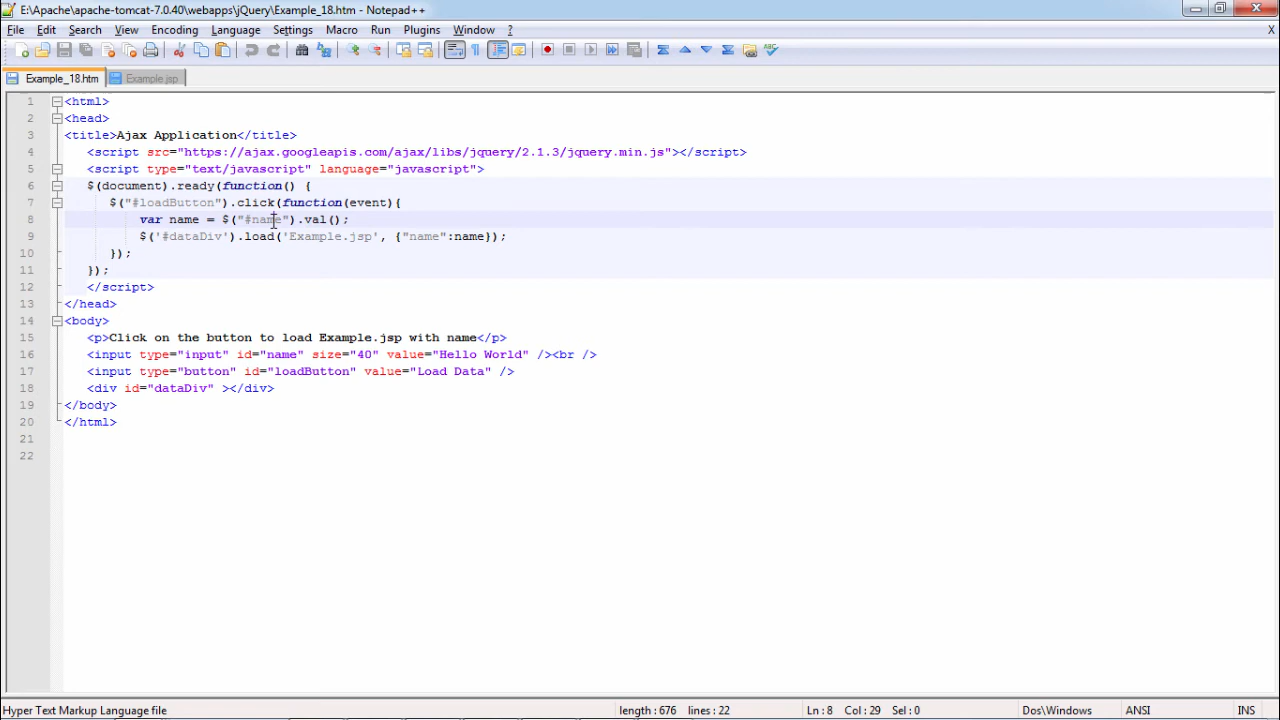 E:\Apache\apache-tomcat-7.0.40\webapps\jQuery\Example_18.htm - Notepad++
File Edit Search View Encoding Language Settings Macro Run Plugins Window ? X
Example_18.htm Example.jsp
1 <html>
2 <head>
3 <title>Ajax Application</title>
4 <script src="https://ajax.googleapis.com/ajax/libs/jquery/2.1.3/jquery.min.js"></script>
5 <script type="text/javascript" language="javascript">
6 $(document).ready(function() {
7 $("#loadButton").click(function(event){
8 var name = $("#name").val();
9 $('#dataDiv').load('Example.jsp', {"name":name});
10 });
11 });
12 </script>
13 </head>
14 <body>
15 <p>Click on the button to load Example.jsp with name</p>
16 <input type="input" id="name" size="40" value="Hello World" /><br />
17 <input type="button" id="loadButton" value="Load Data" />
18 <div id="dataDiv" ></div>
19 </body>
20 </html>
21
22
Hyper Text Markup Language file length : 676 lines : 22 Ln : 8 Col : 29 Sel : 0 Dos\Windows ANSI INS